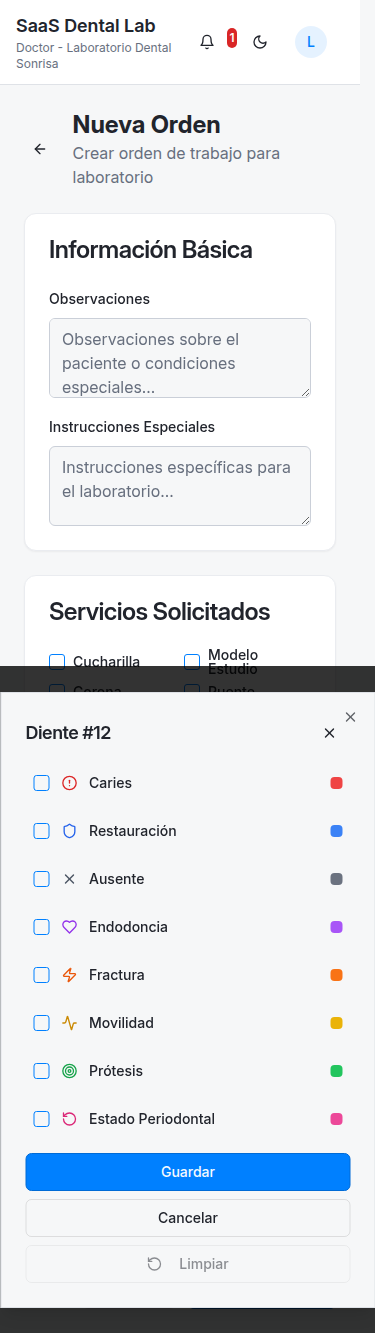 SaaS Dental Lab
Doctor - Laboratorio Dental
Sonrisa
1
L
Nueva Orden
Crear orden de trabajo para
laboratorio
Información Básica
Observaciones
Observaciones sobre el
paciente o condiciones
especiales...
Instrucciones Especiales
Instrucciones específicas para
el laboratorio...
Servicios Solicitados
Cucharilla
Modelo
Estudio
Corona
Puente
Diente #12
Caries
Restauración
Ausente
Endodoncia
Fractura
Movilidad
Prótesis
Estado Periodontal
Guardar
Cancelar
Limpiar